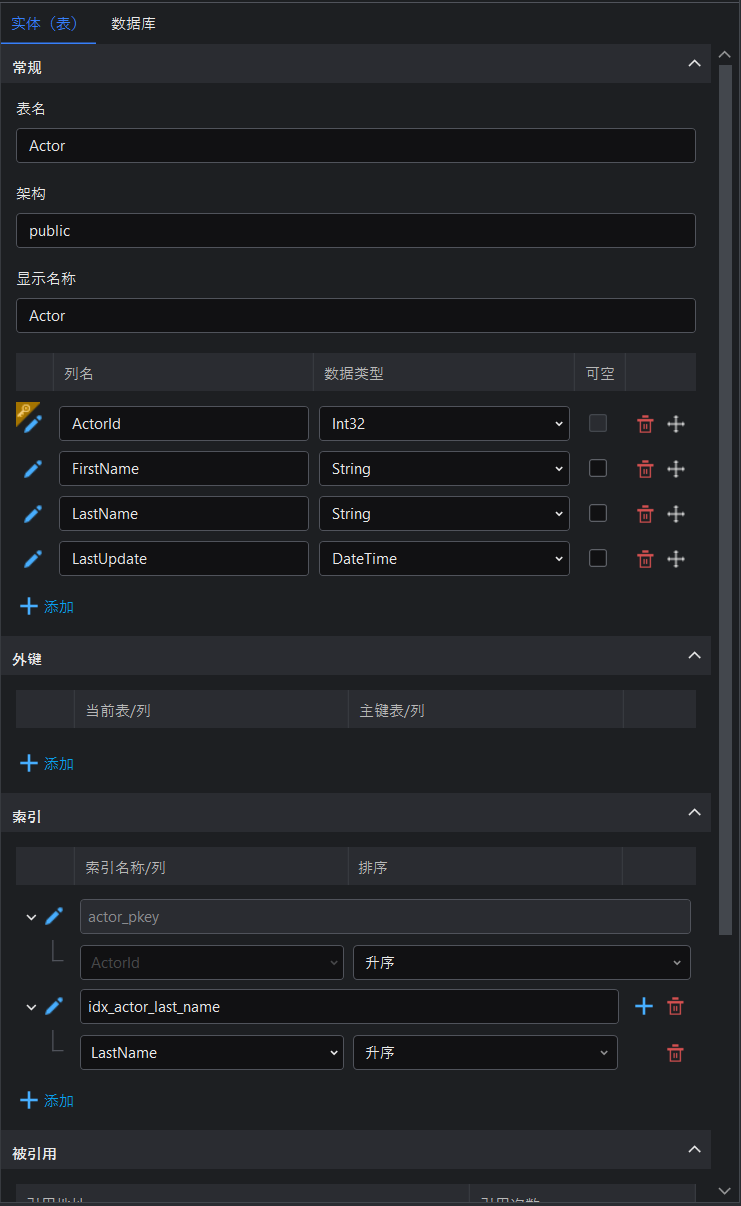 实体（表） 数据库
常规
表名
Actor
架构
public
显示名称
Actor
列名 数据类型 可空
ActorId Int32
FirstName String
LastName String
LastUpdate DateTime
添加
外键
当前表/列 主键表/列
添加
索引
索引名称/列 排序
actor_pkey
ActorId 升序
idx_actor_last_name
LastName 升序
添加
被引用